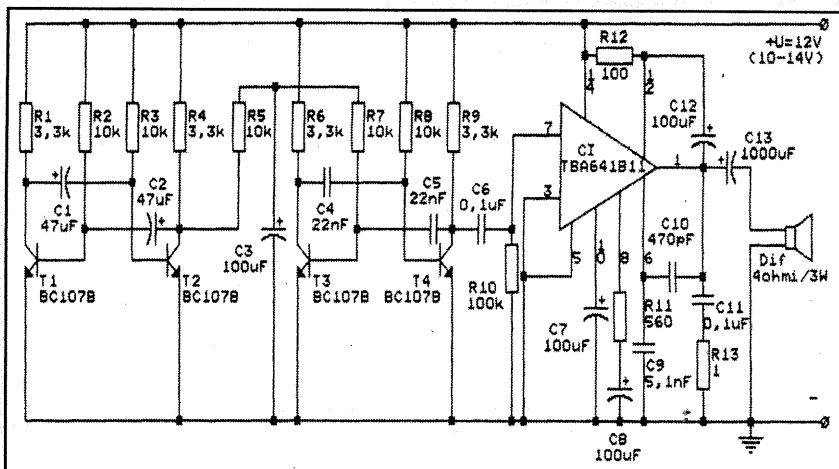 R12
100
1
4
1
2
+U=12V
(10-14V)
R1
3,3k
R2
10k
R3
10k
R4
3,3k
R5
10k
R6
3,3k
R7
10k
R8
10k
R9
3,3k
C12
100uF
C13
1000uF
7
CI
TBA641B11
1
3
C1
47uF
C2
47uF
C3
100uF
C4
22nF
C5
22nF
C6
0,1uF
5
1
0
8
6
C10
470pF
Dif
4ohmi/3W
T1
BC107B
T2
BC107B
T3
BC107B
T4
BC107B
R10
100k
C7
100uF
R11
560
C9
5,1nF
C11
0,1uF
R13
1
C8
100uF